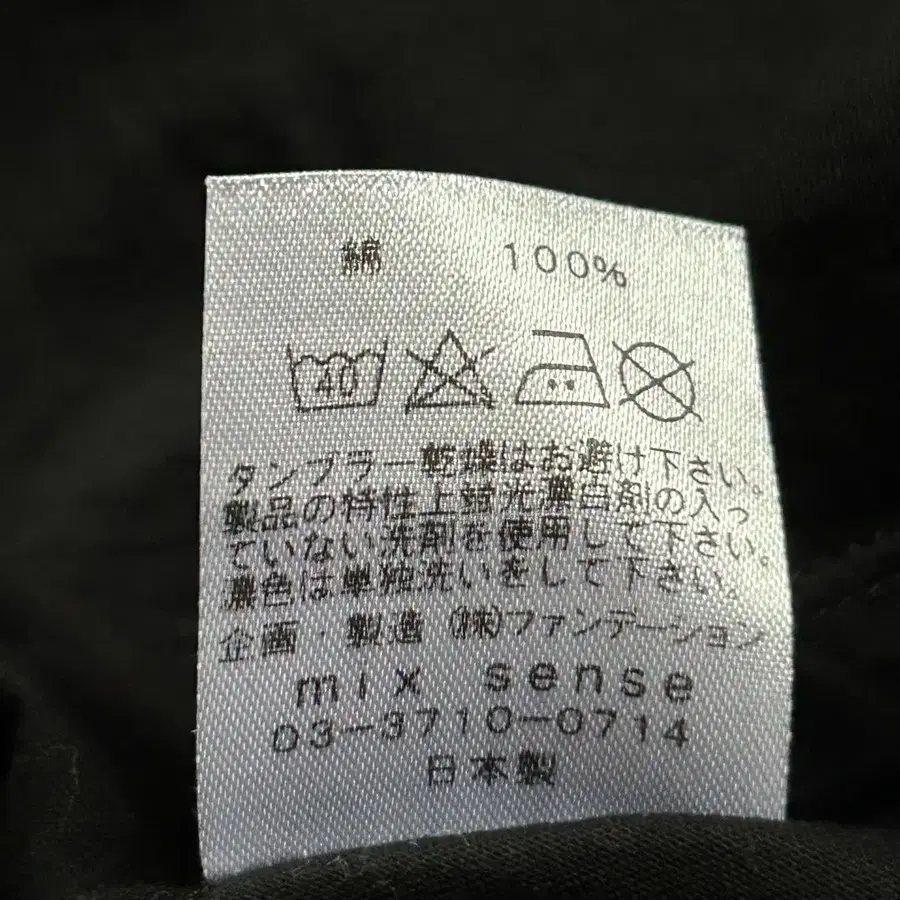 綿 100%
40
タンブラー乾燥はお避け下さい。
製品の特性上蛍光漂白剤の入っ
ていない洗剤を使用して下さい。
濃色は単独洗いをして下さい。
企画・製造 (株)ファンデーション
mix sense
03-3710-0714
日本製